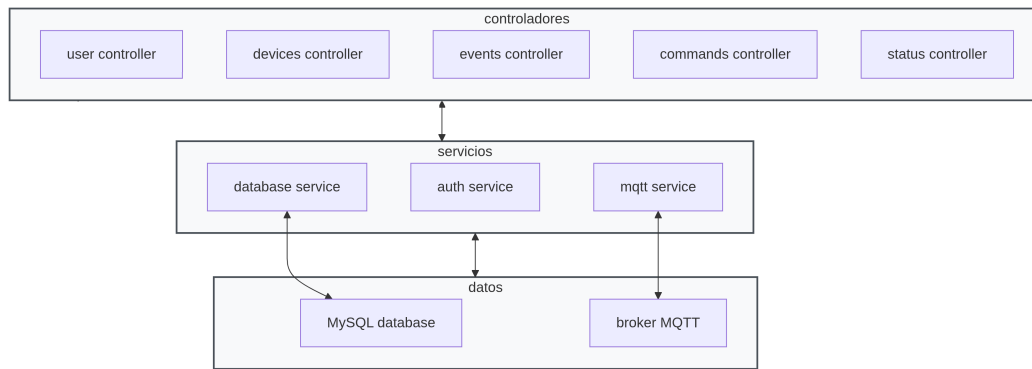 controladores
user controller
devices controller
events controller
commands controller
status controller
servicios
database service
auth service
mqtt service
datos
MySQL database
broker MQTT